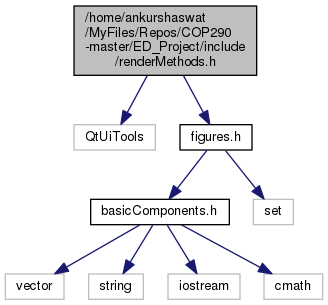 /home/ankurshaswat
/MyFiles/Repos/COP290
-master/ED_Project/include
/renderMethods.h
QtUiTools
figures.h
basicComponents.h
set
vector
string
iostream
cmath